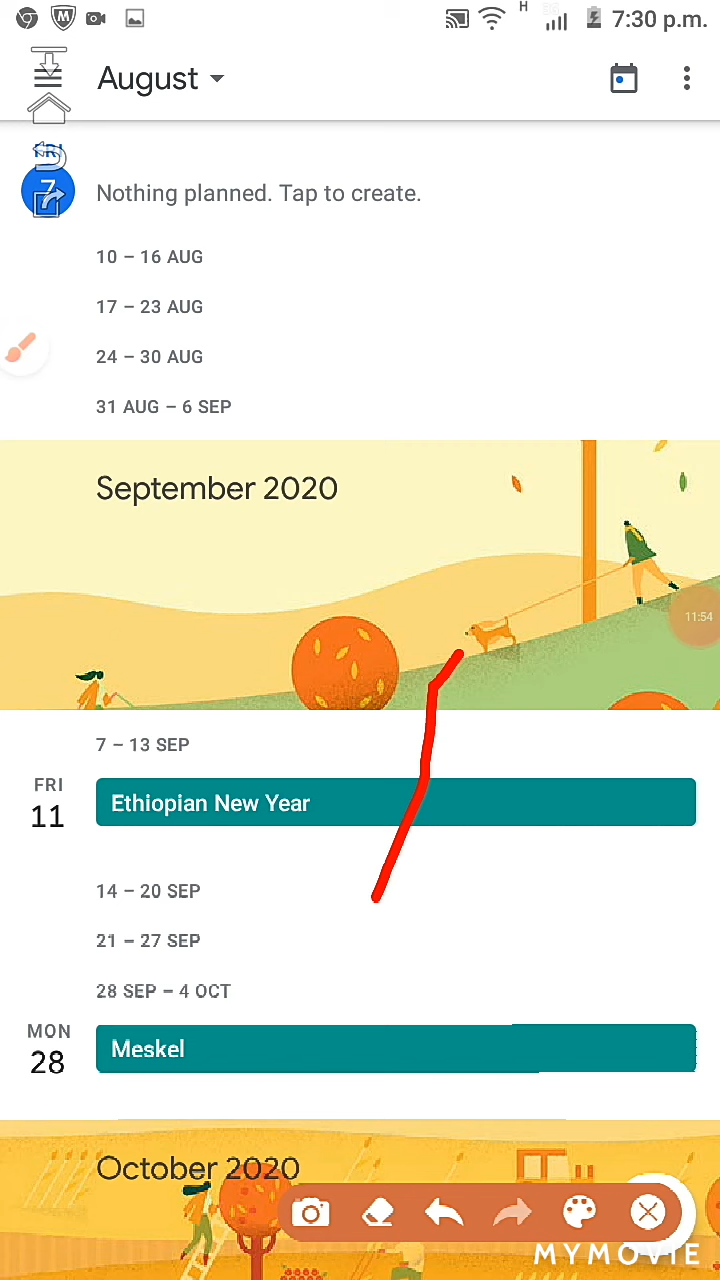 H 7:30 p.m.
August
FRI
7 Nothing planned. Tap to create.
10 – 16 AUG
17 – 23 AUG
24 – 30 AUG
31 AUG – 6 SEP
September 2020
11:54
7 – 13 SEP
FRI
11 Ethiopian New Year
14 – 20 SEP
21 – 27 SEP
28 SEP – 4 OCT
MON
28 Meskel
October 2020
MYMOVIE